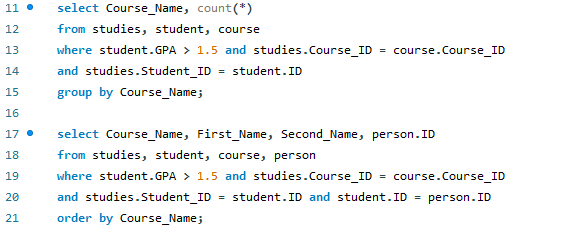 11 select Course_Name, count(*)
12 from studies, student, course
13 where student.GPA > 1.5 and studies.Course_ID = course.Course_ID
14 and studies.Student_ID = student.ID
15 group by Course_Name;
16
17 select Course_Name, First_Name, Second_Name, person.ID
18 from studies, student, course, person
19 where student.GPA > 1.5 and studies.Course_ID = course.Course_ID
20 and studies.Student_ID = student.ID and student.ID = person.ID
21 order by Course_Name;